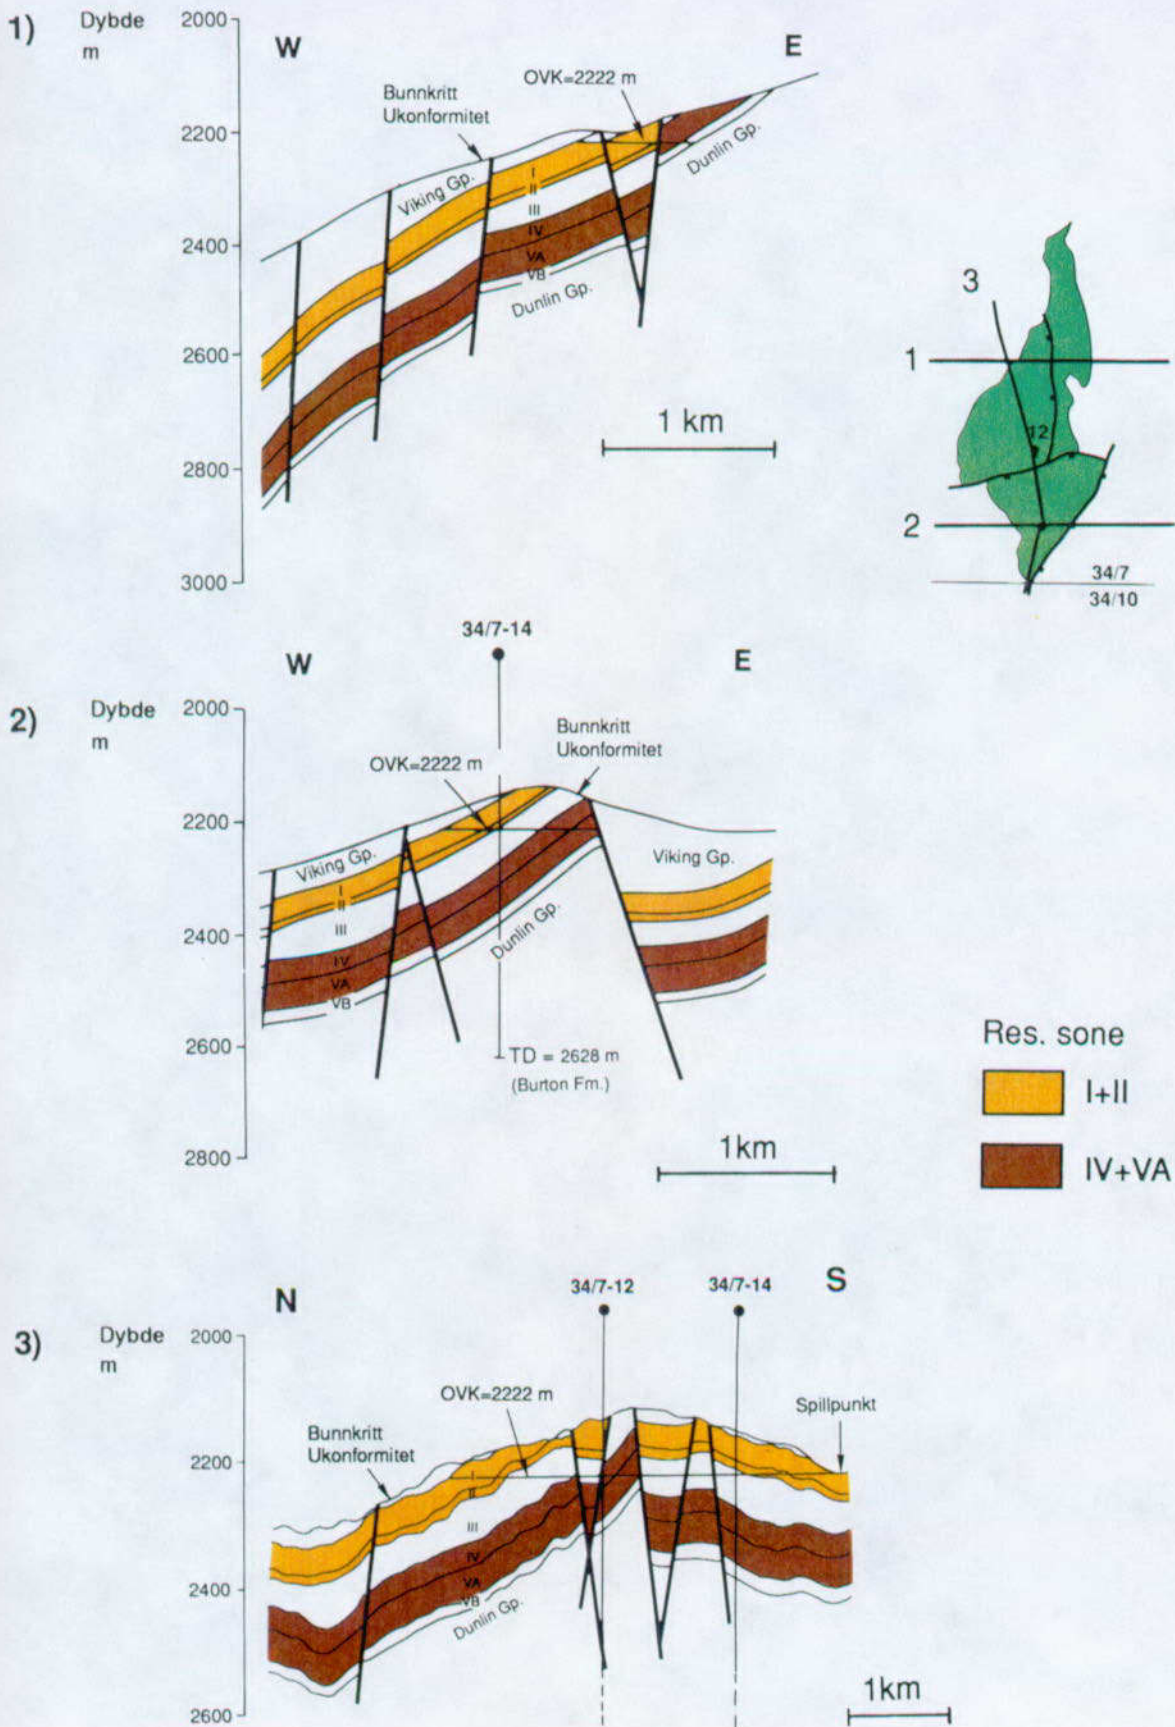 1)
Dybde
m
2000
2200
2400
2600
2800
3000
W
E
OVK=2222 m
Bunnkritt
Ukonformitet
Viking Gp.
I
II
III
IV
VA
VB
Dunlin Gp.
Dunlin Gp.
1 km
3
1
12
2
34/7
34/10
34/7-14
W
E
2)
Dybde
m
2000
2200
2400
2600
2800
Bunnkritt
Ukonformitet
OVK=2222 m
Viking Gp.
Viking Gp.
I
II
III
IV
VA
VB
Dunlin Gp.
TD = 2628 m
(Burton Fm.)
1km
Res. sone
I+II
IV+VA
34/7-12
34/7-14
N
S
3)
Dybde
m
2000
2200
2400
2600
OVK=2222 m
Spillpunkt
Bunnkritt
Ukonformitet
I
II
III
IV
VA
VB
Dunlin Gp.
1km